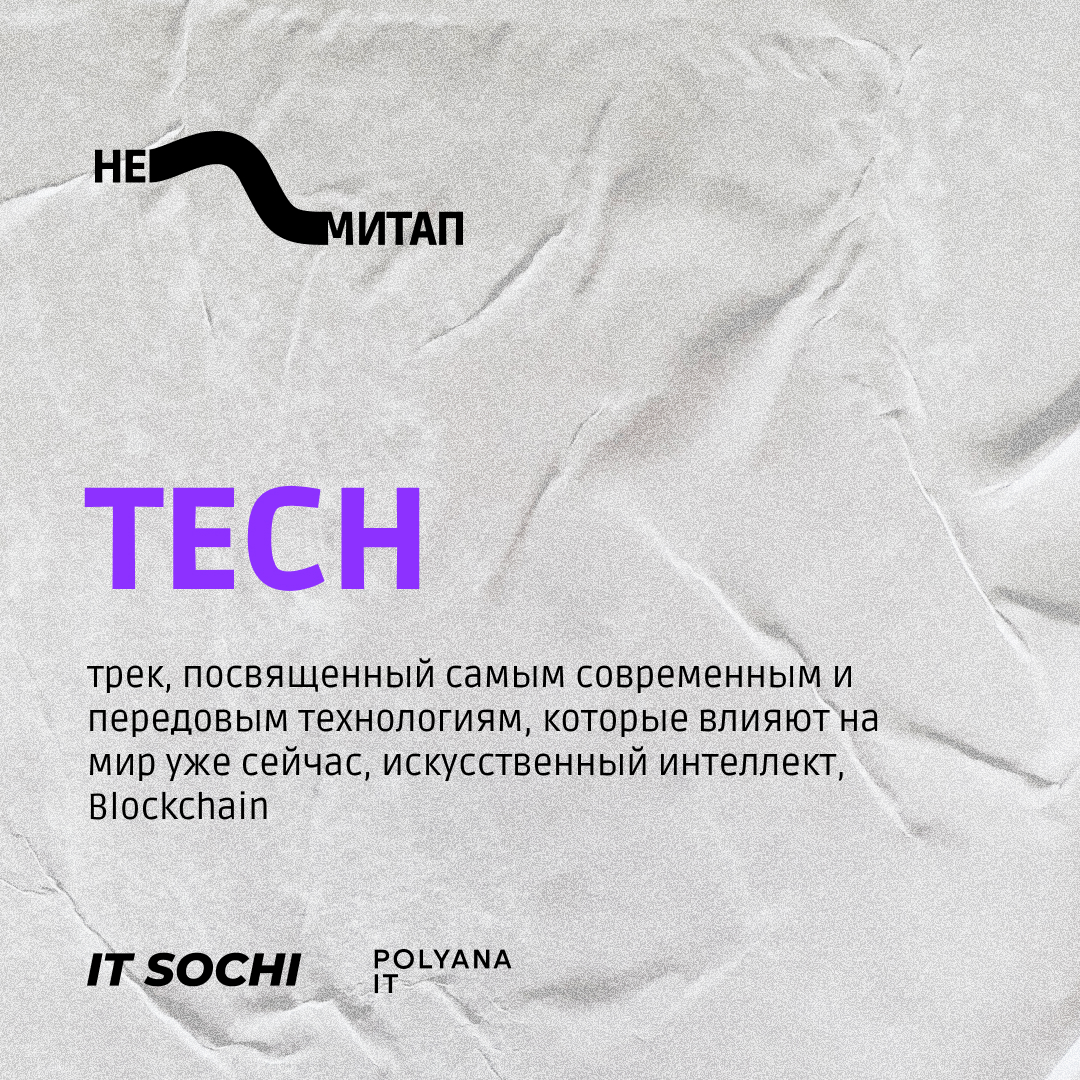 НЕ
МИТАП
TECH
трек, посвященный самым современным и
передовым технологиям, которые влияют на
мир уже сейчас, искусственный интеллект,
Blockchain
IT SOCHI
POLYANA
IT